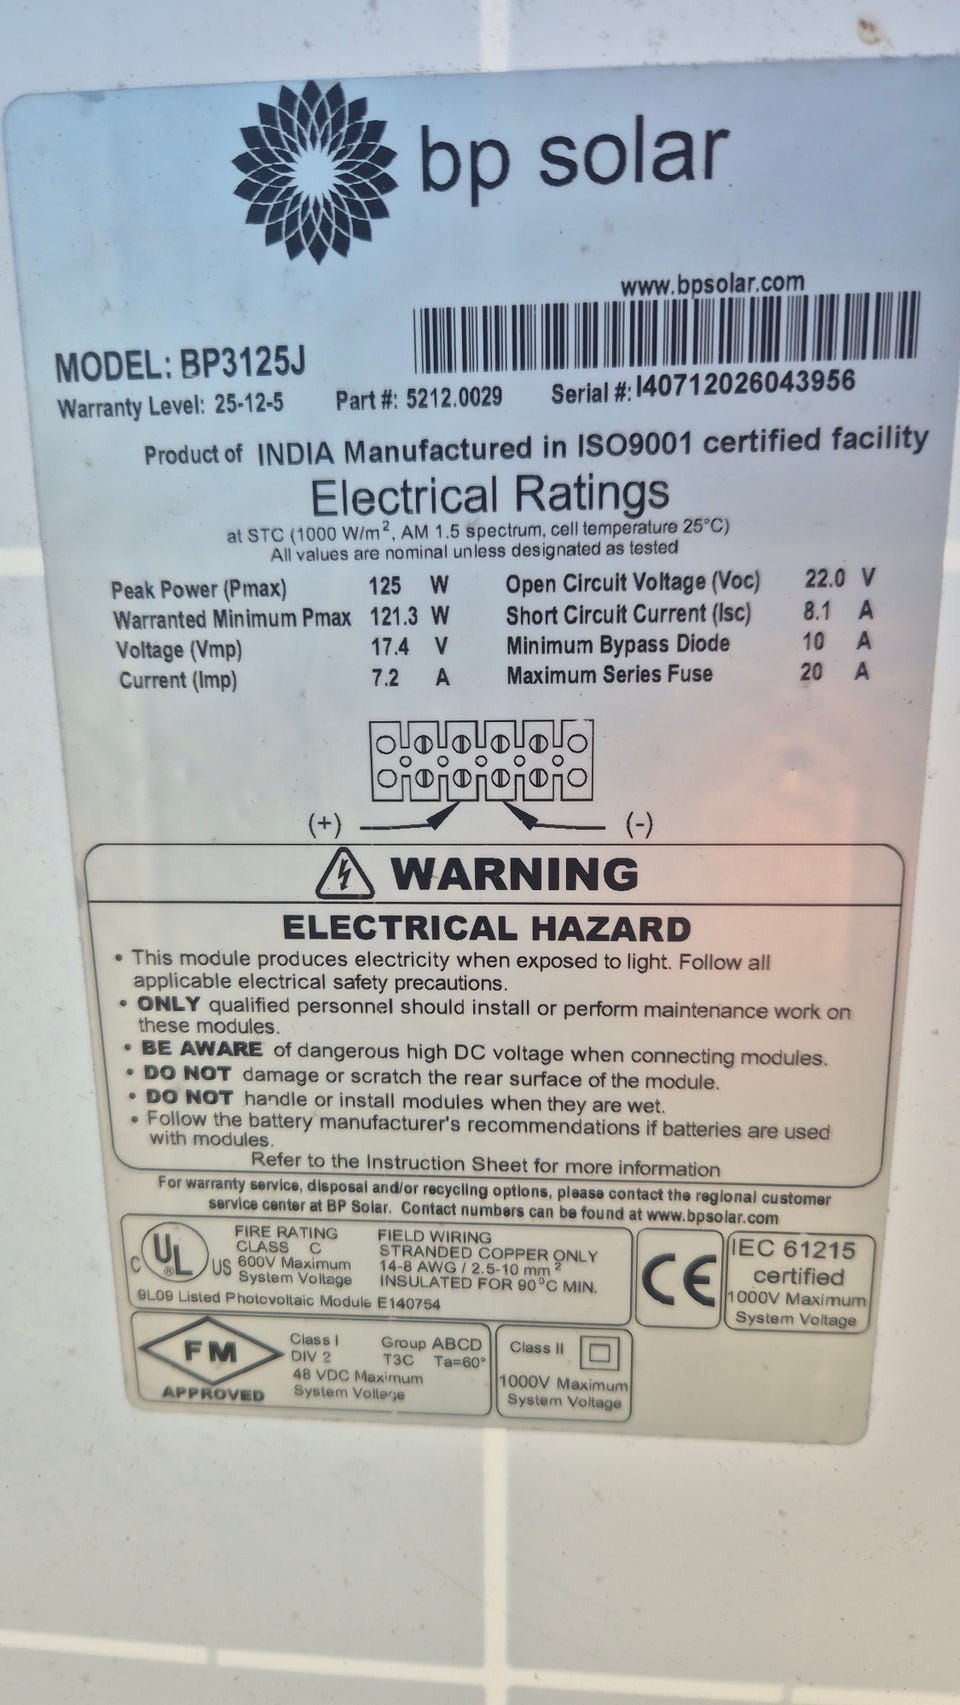 bp solar
www.bpsolar.com
MODEL: BP3125J
Warranty Level: 25-12-5 Part #: 5212.0029 Serial #: I40712026043956
Product of INDIA Manufactured in ISO9001 certified facility
Electrical Ratings
at STC (1000 W/m², AM 1.5 spectrum, cell temperature 25°C)
All values are nominal unless designated as tested
Peak Power (Pmax) 125 W Open Circuit Voltage (Voc) 22.0 V
Warranted Minimum Pmax 121.3 W Short Circuit Current (Isc) 8.1 A
Voltage (Vmp) 17.4 V Minimum Bypass Diode 10 A
Current (Imp) 7.2 A Maximum Series Fuse 20 A
(+) (-)
WARNING
ELECTRICAL HAZARD
• This module produces electricity when exposed to light. Follow all
applicable electrical safety precautions.
• ONLY qualified personnel should install or perform maintenance work on
these modules.
• BE AWARE of dangerous high DC voltage when connecting modules.
• DO NOT damage or scratch the rear surface of the module.
• DO NOT handle or install modules when they are wet.
• Follow the battery manufacturer's recommendations if batteries are used
with modules.
Refer to the Instruction Sheet for more information
For warranty service, disposal and/or recycling options, please contact the regional customer
service center at BP Solar. Contact numbers can be found at www.bpsolar.com
C UL ® US
FIRE RATING
CLASS C
600V Maximum
System Voltage
FIELD WIRING
STRANDED COPPER ONLY
14-8 AWG / 2.5-10 mm²
INSULATED FOR 90°C MIN.
9L09 Listed Photovoltaic Module E140754
CE
IEC 61215
certified
1000V Maximum
System Voltage
FM
APPROVED
Class I Group ABCD
DIV 2 T3C Ta=60°
48 VDC Maximum
System Voltage
Class II
1000V Maximum
System Voltage